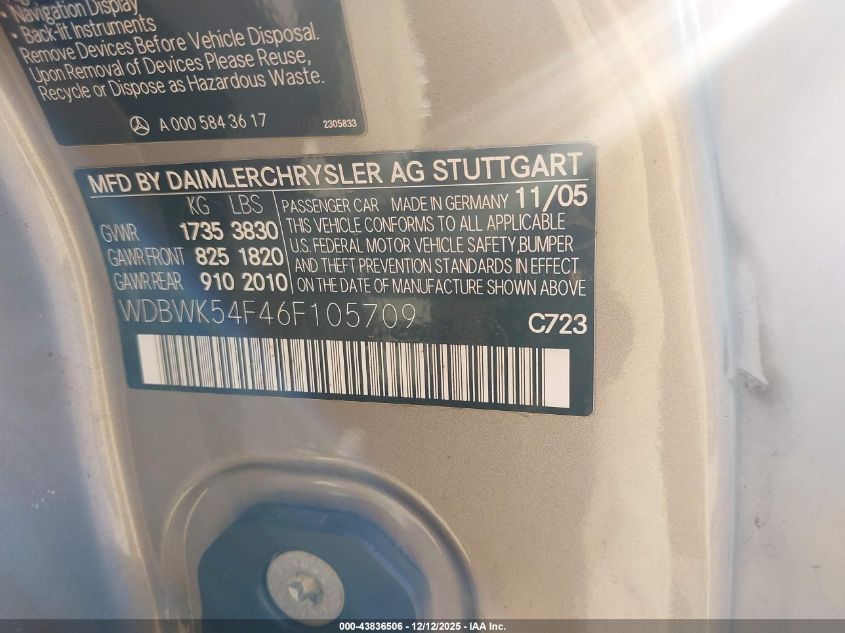 • Navigation Display
• Back-lit Instruments
Remove Devices Before Vehicle Disposal.
Upon Removal of Devices Please Reuse,
Recycle or Dispose as Hazardous Waste.
A 000 584 36 17 2305833
MFD BY DAIMLERCHRYSLER AG STUTTGART
KG LBS
GVWR 1735 3830
GAWR FRONT 825 1820
GAWR REAR 910 2010
PASSENGER CAR MADE IN GERMANY 11/05
THIS VEHICLE CONFORMS TO ALL APPLICABLE
U.S. FEDERAL MOTOR VEHICLE SAFETY,BUMPER
AND THEFT PREVENTION STANDARDS IN EFFECT
ON THE DATE OF MANUFACTURE SHOWN ABOVE
WDBWK54F46F105709 C723
000-43836506 - 12/12/2025 - IAA Inc.